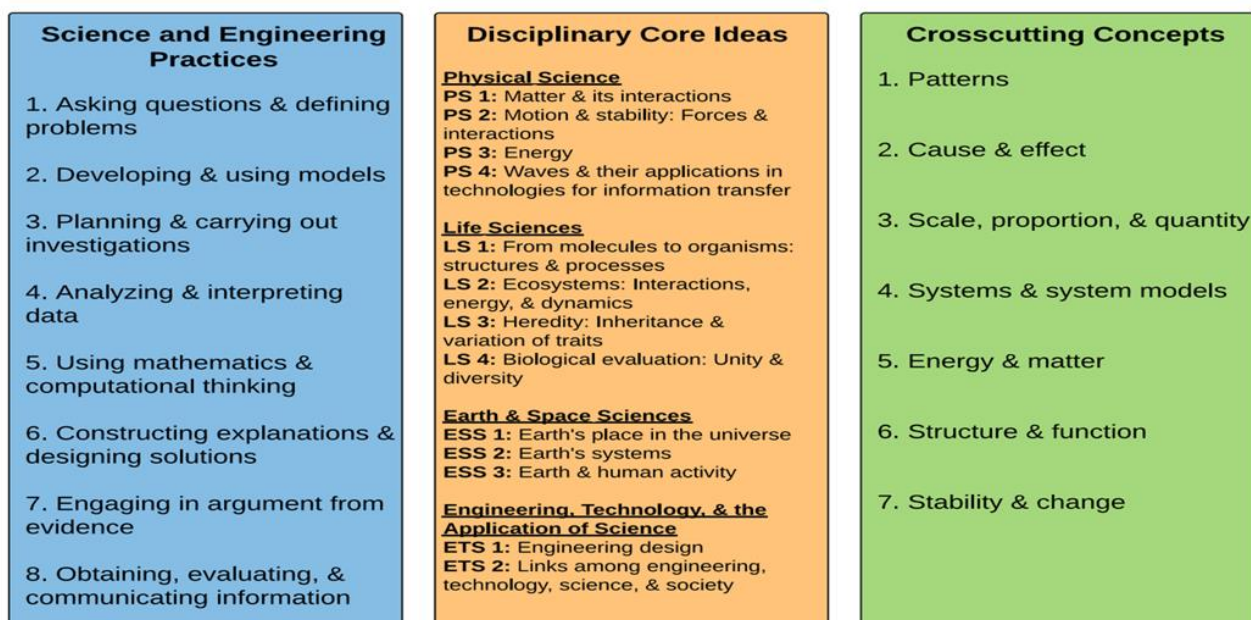 Science and Engineering
Practices
1. Asking questions & defining
problems
2. Developing & using models
3. Planning & carrying out
investigations
4. Analyzing & interpreting
data
5. Using mathematics &
computational thinking
6. Constructing explanations &
designing solutions
7. Engaging in argument from
evidence
8. Obtaining, evaluating, &
communicating information
Disciplinary Core Ideas
Physical Science
PS 1: Matter & its interactions
PS 2: Motion & stability: Forces &
interactions
PS 3: Energy
PS 4: Waves & their applications in
technologies for information transfer
Life Sciences
LS 1: From molecules to organisms:
structures & processes
LS 2: Ecosystems: Interactions,
energy, & dynamics
LS 3: Heredity: Inheritance &
variation of traits
LS 4: Biological evaluation: Unity &
diversity
Earth & Space Sciences
ESS 1: Earth's place in the universe
ESS 2: Earth's systems
ESS 3: Earth & human activity
Engineering, Technology, & the
Application of Science
ETS 1: Engineering design
ETS 2: Links among engineering,
technology, science, & society
Crosscutting Concepts
1. Patterns
2. Cause & effect
3. Scale, proportion, & quantity
4. Systems & system models
5. Energy & matter
6. Structure & function
7. Stability & change